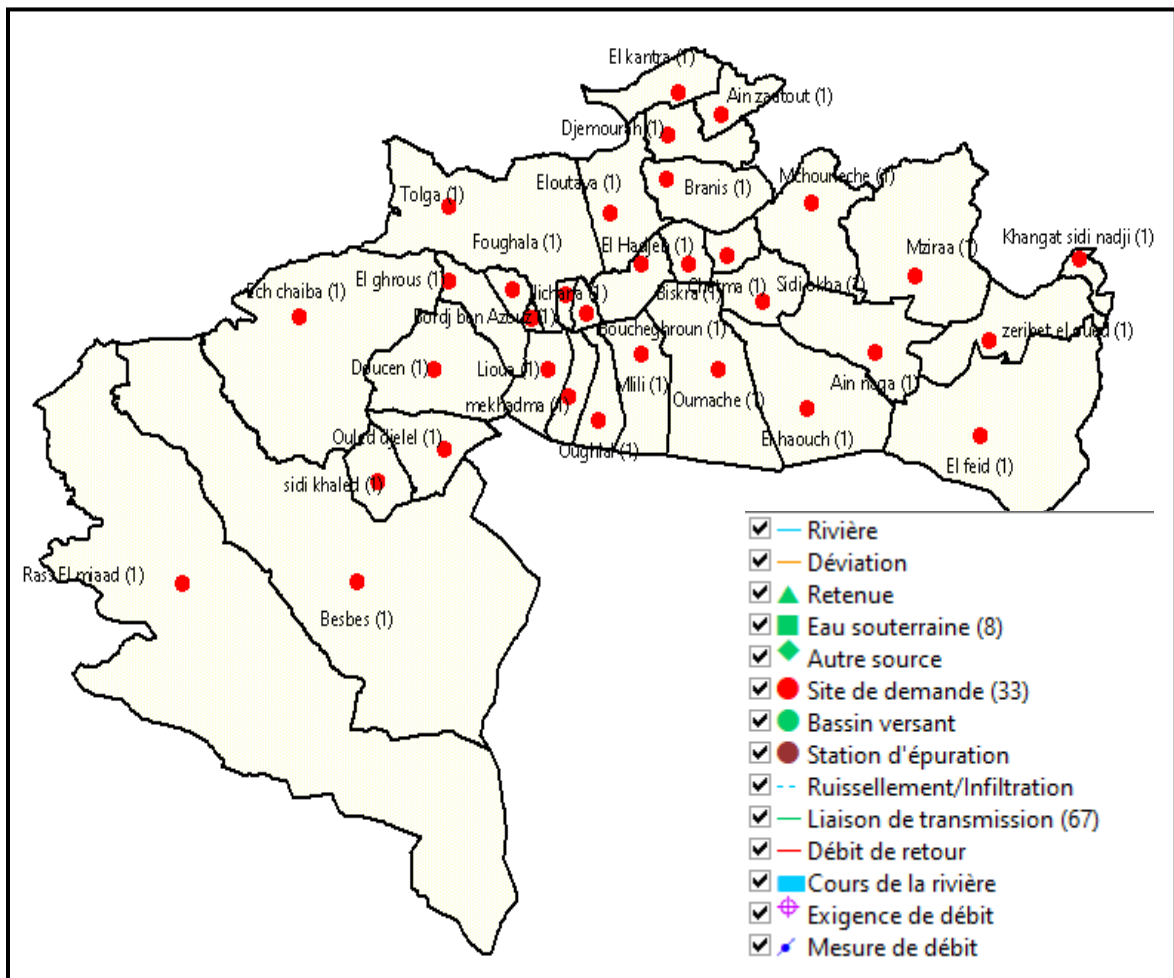 El kantra (1)
Ain zaatout (1)
Djemourah (1)
Mchouneche (1)
Eloutaya (1)
Branis (1)
Tolga (1)
Khangat sidi nadji (1)
Foughala (1)
El Hadjeb (1)
Mziraa (1)
El ghrous (1)
Ech chaiba (1)
Biskra (1)
Chetma (1)
Sidi okba (1)
Bordj ben Azouz (1)
lichana (1)
Boucheghroun (1)
zeribet el oued (1)
Doucen (1)
Lioua (1)
Mlili (1)
Oumache (1)
Ain naga (1)
mekhadma (1)
Ouled djelel (1)
Oughlal (1)
El haouch (1)
El feid (1)
sidi khaled (1)
Rass El miaad (1)
Besbes (1)
Rivière
Déviation
Retenue
Eau souterraine (8)
Autre source
Site de demande (33)
Bassin versant
Station d'épuration
Ruissellement/Infiltration
Liaison de transmission (67)
Débit de retour
Cours de la rivière
Exigence de débit
Mesure de débit